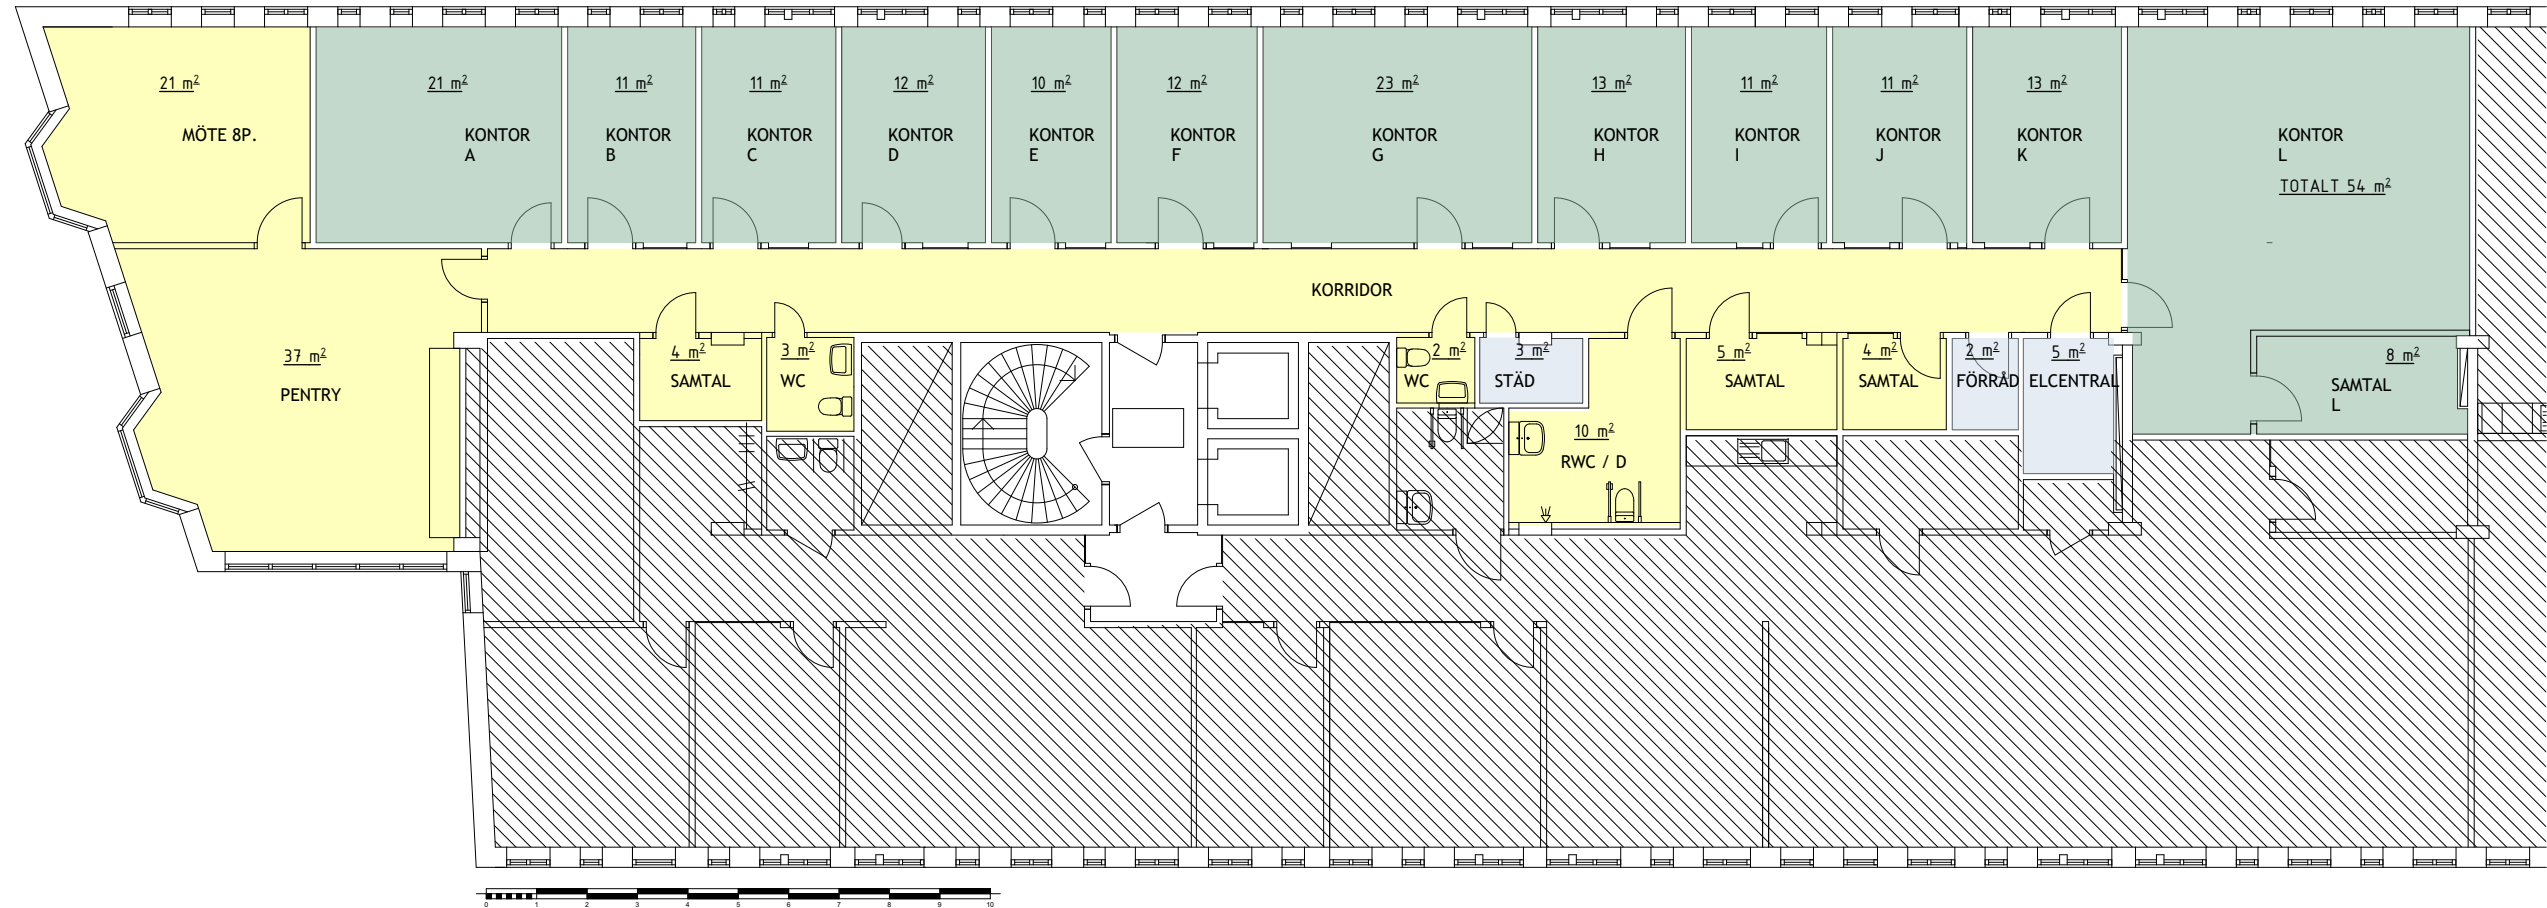 21 m²
MÖTE 8P.
21 m²
KONTOR
A
11 m²
KONTOR
B
11 m²
KONTOR
C
12 m²
KONTOR
D
10 m²
KONTOR
E
12 m²
KONTOR
F
23 m²
KONTOR
G
13 m²
KONTOR
H
11 m²
KONTOR
I
11 m²
KONTOR
J
13 m²
KONTOR
K
KONTOR
L
TOTALT 54 m²
KORRIDOR
37 m²
PENTRY
4 m²
SAMTAL
3 m²
WC
2 m²
WC
3 m²
STÄD
10 m²
RWC / D
5 m²
SAMTAL
4 m²
SAMTAL
2 m²
FÖRRÅD
5 m²
ELCENTRAL
8 m²
SAMTAL
L
0 1 2 3 4 5 6 7 8 9 10